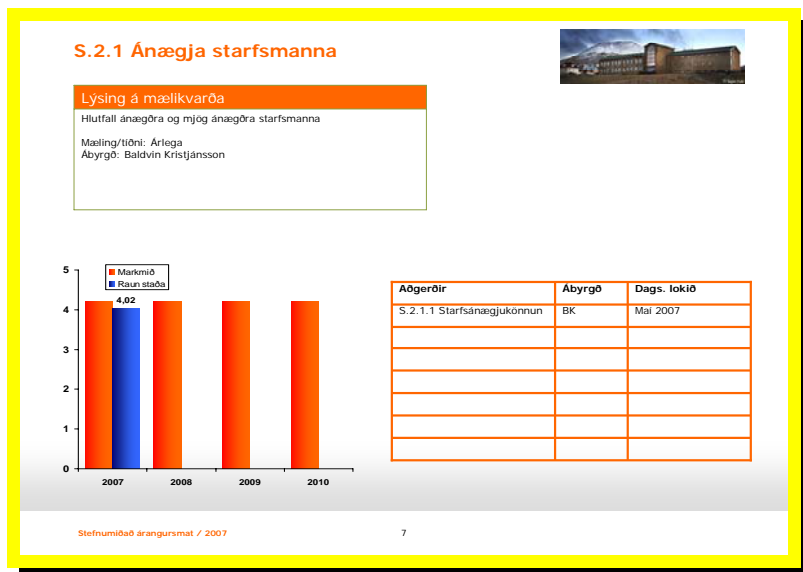 S.2.1 Ánægja starfsmanna
Lýsing á mælikvarða
Hlutfall ánægðra og mjög ánægðra starfsmanna
Mæling/tíðni: Árlega
Ábyrgð: Baldvin Kristjánsson
5
4
3
2
1
0
Markmið
Raun staða
4,02
2007 2008 2009 2010
Aðgerðir Ábyrgð Dags. lokið
S.2.1.1 Starfsánægjukönnun BK Maí 2007
Stefnumiðað árangursmat / 2007
7